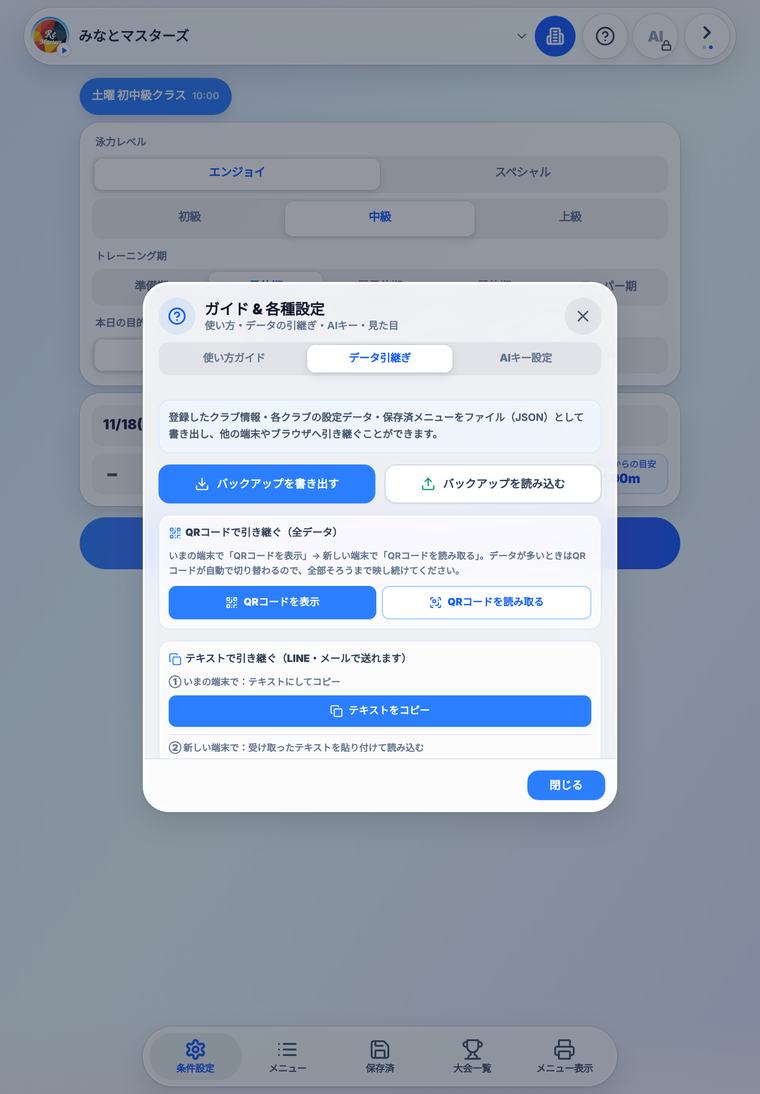 みなとマスターズ
AI
土曜 初中級クラス 10:00
泳力レベル
エンジョイ
スペシャル
初級
中級
上級
トレーニング期
本日の目的
11/18(
–
からの目安
00m
ガイド & 各種設定
使い方・データの引継ぎ・AIキー・見た目
使い方ガイド
データ引継ぎ
AIキー設定
登録したクラブ情報・各クラブの設定データ・保存済メニューをファイル（JSON）として
書き出し、他の端末やブラウザへ引き継ぐことができます。
バックアップを書き出す
バックアップを読み込む
QRコードで引き継ぐ（全データ）
いまの端末で「QRコードを表示」→ 新しい端末で「QRコードを読み取る」。データが多いときはQR
コードが自動で切り替わるので、全部そろうまで映し続けてください。
QRコードを表示
QRコードを読み取る
テキストで引き継ぐ（LINE・メールで送れます）
①いまの端末で：テキストにしてコピー
テキストをコピー
②新しい端末で：受け取ったテキストを貼り付けて読み込む
閉じる
条件設定
メニュー
保存済
大会一覧
メニュー表示